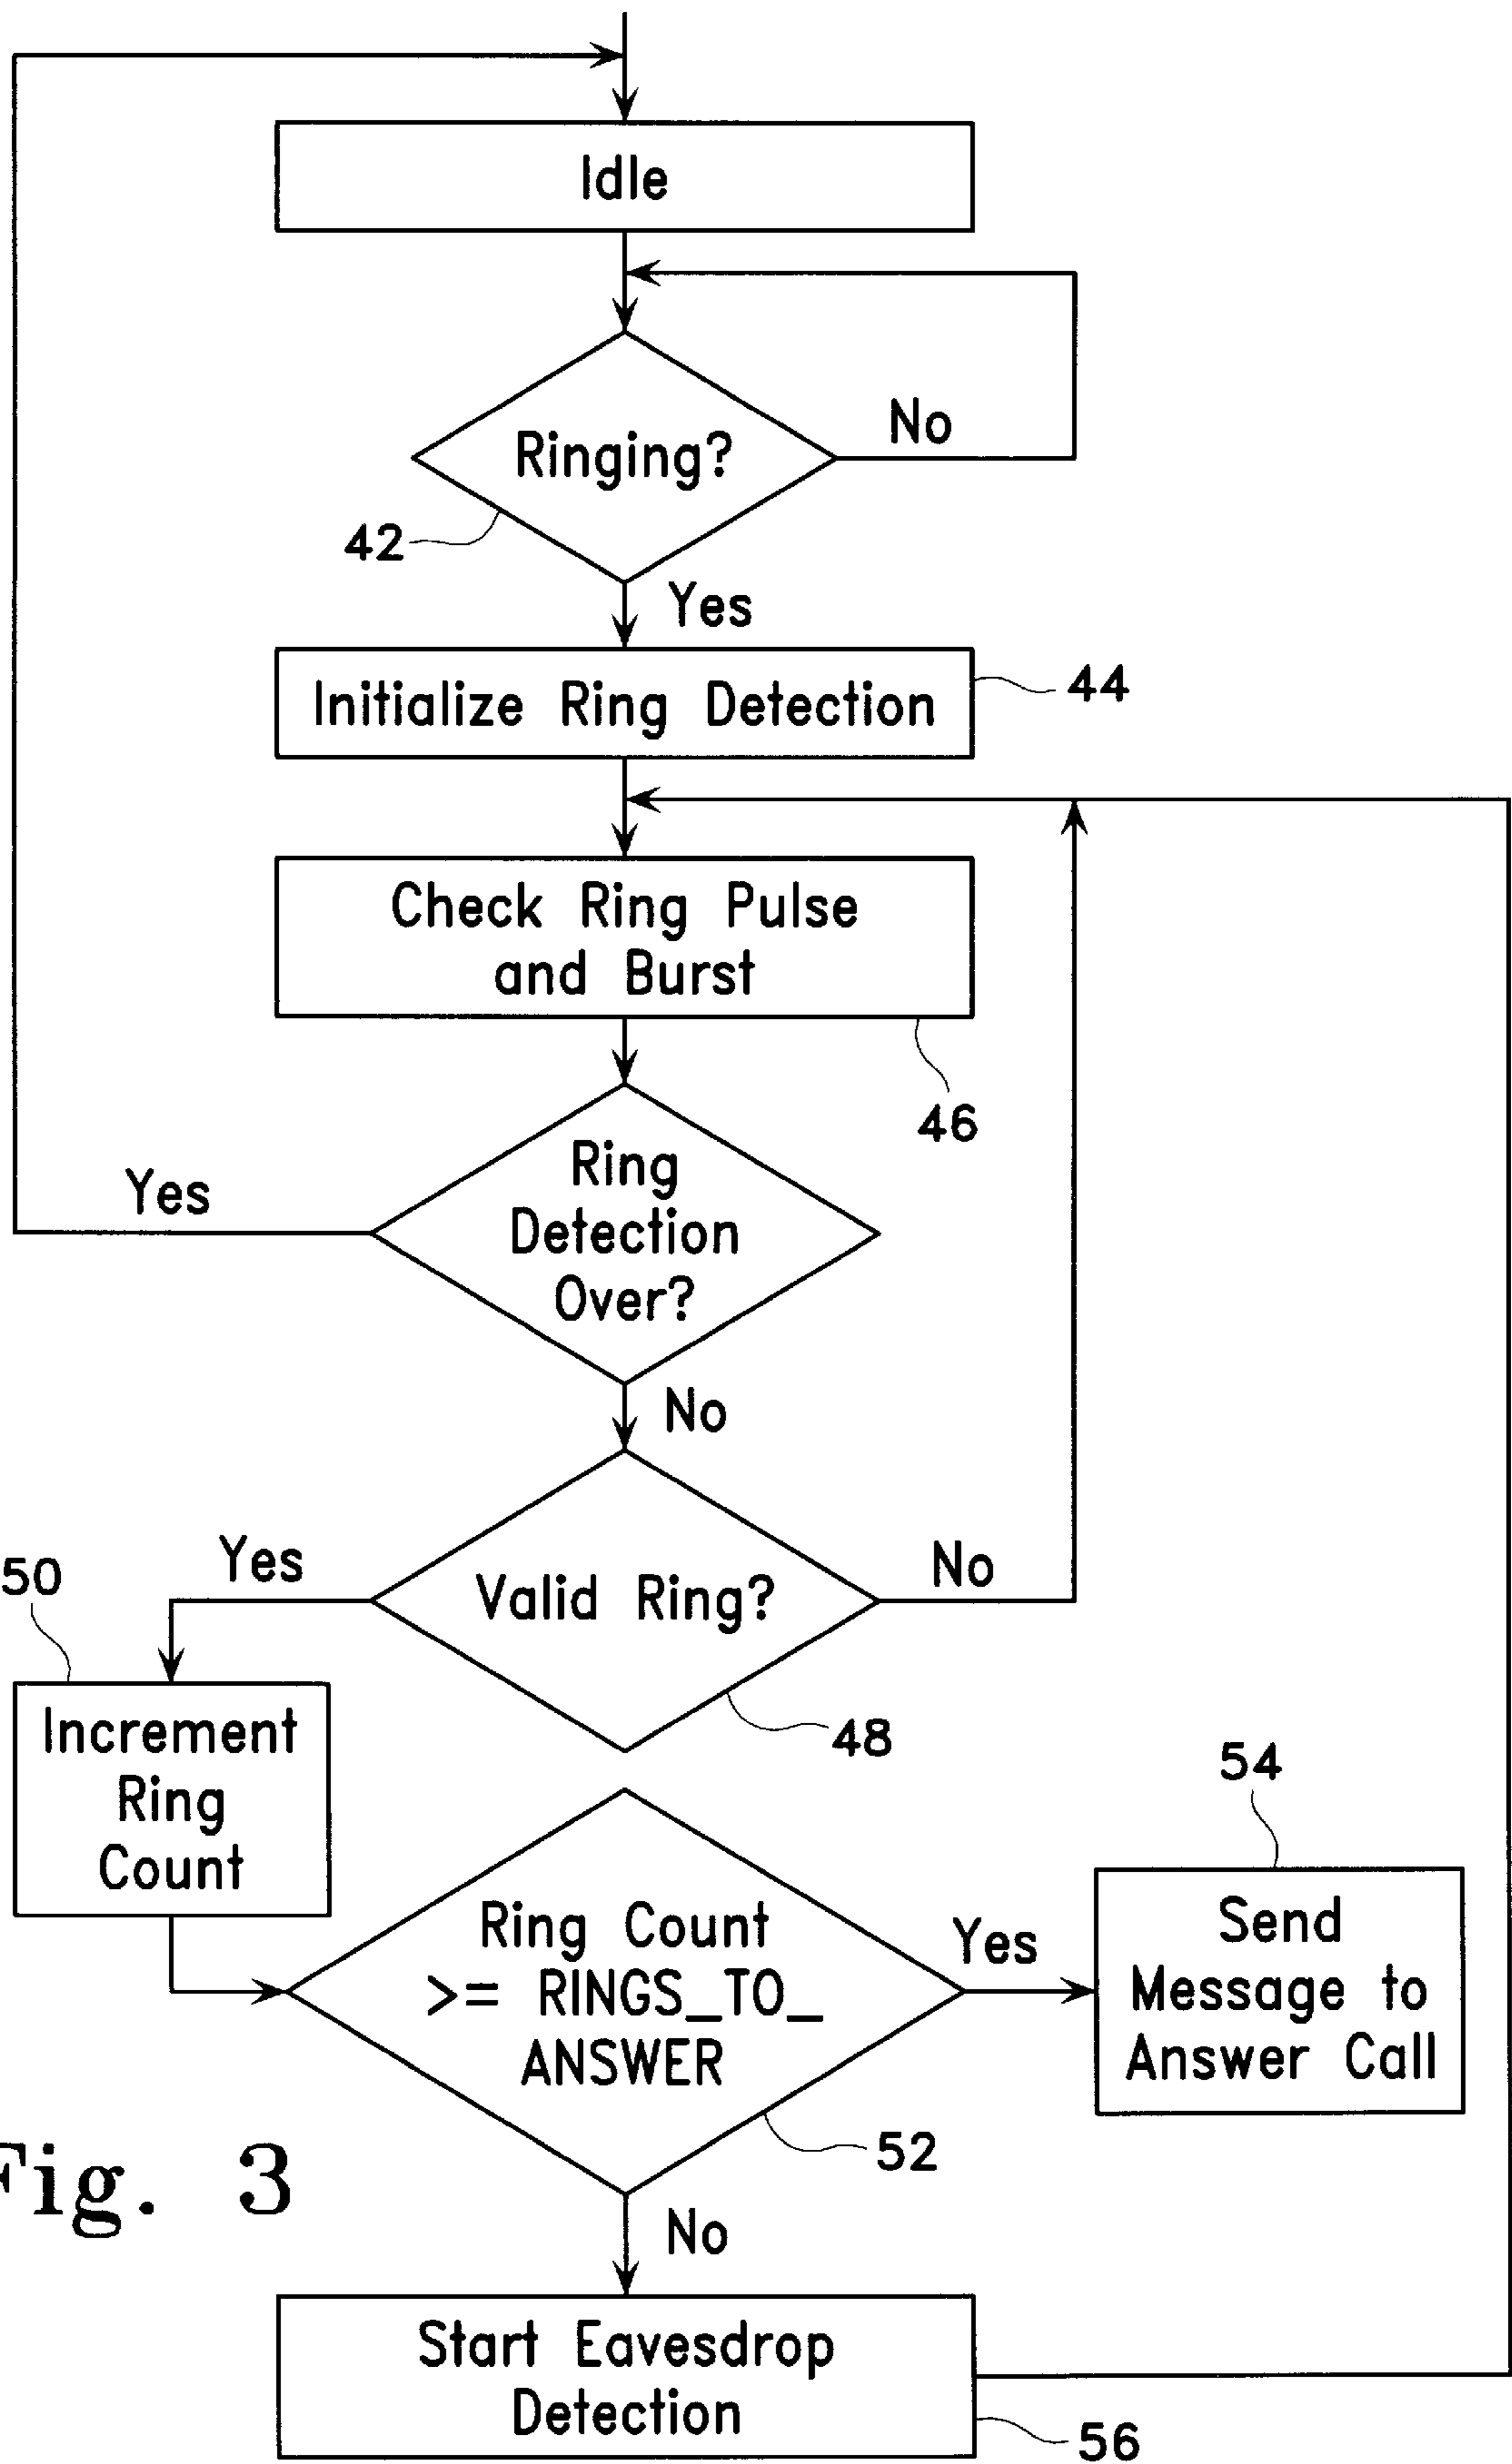 Idle
Ringing?
No
42
Yes
Initialize Ring Detection
44
Check Ring Pulse
and Burst
46
Ring
Detection
Over?
Yes
No
Valid Ring?
Yes
No
48
50
Increment
Ring
Count
Ring Count
>= RINGS_TO_
ANSWER
Yes
52
54
Send
Message to
Answer Call
No
Start Eavesdrop
Detection
56
Fig. 3